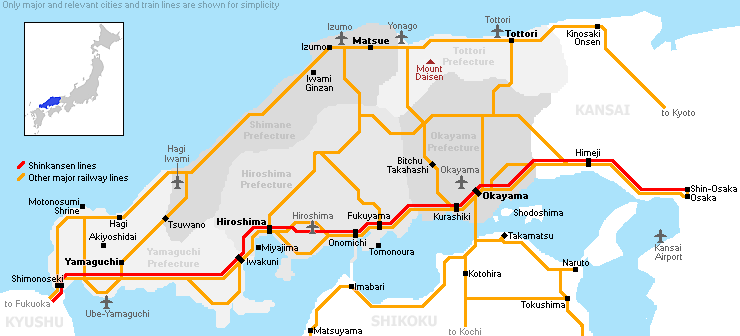 Only major and relevant cities and train lines are shown for simplicity
Izumo
Yonago
Tottori
Izumo
Matsue
Tottori
Kinosaki
Onsen
Tottori
Prefecture
Mount
Daisen
Iwami
Ginzan
KANSAI
to Kyoto
Shimane
Prefecture
Okayama
Prefecture
Hagi
Iwami
Shinkansen lines
Other major railway lines
Bitchu
Takahashi
Okayama
Himeji
Hiroshima
Prefecture
Okayama
Shin-Osaka
Osaka
Motonosumi
Shrine
Hagi
Tsuwano
Hiroshima
Hiroshima
Fukuyama
Kurashiki
Shodoshima
Akiyoshidai
Miyajima
Onomichi
Tomonoura
Takamatsu
Kansai
Airport
Yamaguchi
Yamaguchi
Prefecture
Iwakuni
Shimonoseki
Kotohira
Naruto
Imabari
to Fukuoka
Ube-Yamaguchi
Tokushima
KYUSHU
SHIKOKU
Matsuyama
to Kochi